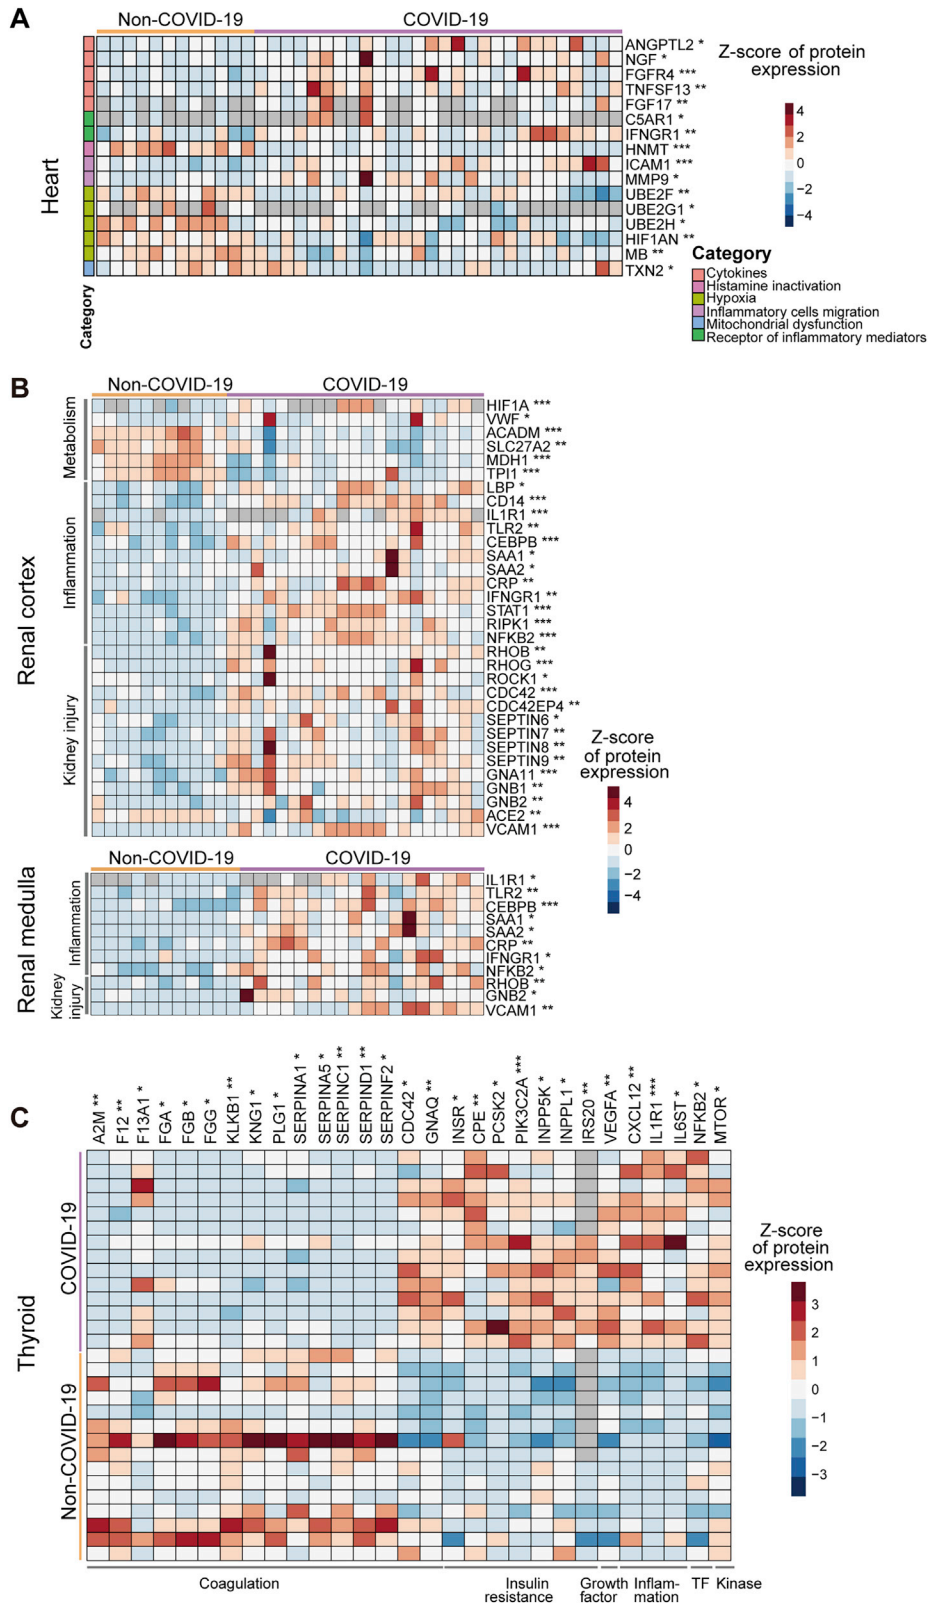 A
Non-COVID-19
COVID-19
Heart
ANGPTL2 *
NGF *
FGFR4 ***
TNFSF13 **
FGF17 **
C5AR1 *
IFNGR1 **
HNMT ***
ICAM1 ***
MMP9 *
UBE2F **
UBE2G1 *
UBE2H *
HIF1AN **
MB **
TXN2 *
Category
Z-score of protein
expression
4
2
0
−2
−4
Category
Cytokines
Histamine inactivation
Hypoxia
Inflammatory cells migration
Mitochondrial dysfunction
Receptor of inflammatory mediators
B
Non-COVID-19
COVID-19
Renal cortex
Metabolism
Inflammation
Kidney injury
HIF1A ***
VWF *
ACADM ***
SLC27A2 **
MDH1 ***
TPI1 ***
LBP *
CD14 ***
IL1R1 ***
TLR2 **
CEBPB ***
SAA1 *
SAA2 *
CRP **
IFNGR1 **
STAT1 ***
RIPK1 ***
NFKB2 ***
RHOB **
RHOG ***
ROCK1 *
CDC42 ***
CDC42EP4 **
SEPTIN6 *
SEPTIN7 **
SEPTIN8 **
SEPTIN9 **
GNA11 ***
GNB1 **
GNB2 **
ACE2 **
VCAM1 ***
Z-score
of protein
expression
4
2
0
−2
−4
Non-COVID-19
COVID-19
Renal medulla
Inflammation
Kidney
injury
IL1R1 *
TLR2 **
CEBPB ***
SAA1 *
SAA2 *
CRP **
IFNGR1 *
NFKB2 *
RHOB **
GNB2 *
VCAM1 **
C
A2M **
F12 **
F13A1 *
FGA *
FGB *
FGG *
KLKB1 **
KNG1 *
PLG1 *
SERPINA1 *
SERPINA5 *
SERPINC1 **
SERPIND1 **
SERPINF2 *
CDC42 *
GNAQ **
INSR *
CPE **
PCSK2 *
PIK3C2A ***
INPP5K *
INPPL1 *
IRS20 **
VEGFA **
CXCL12 **
IL1R1 ***
IL6ST *
NFKB2 *
MTOR *
Thyroid
COVID-19
Non-COVID-19
Z-score
of protein
expression
3
2
1
0
−1
−2
−3
Coagulation
Insulin
resistance
Growth
factor
Inflam-
mation
TF
Kinase